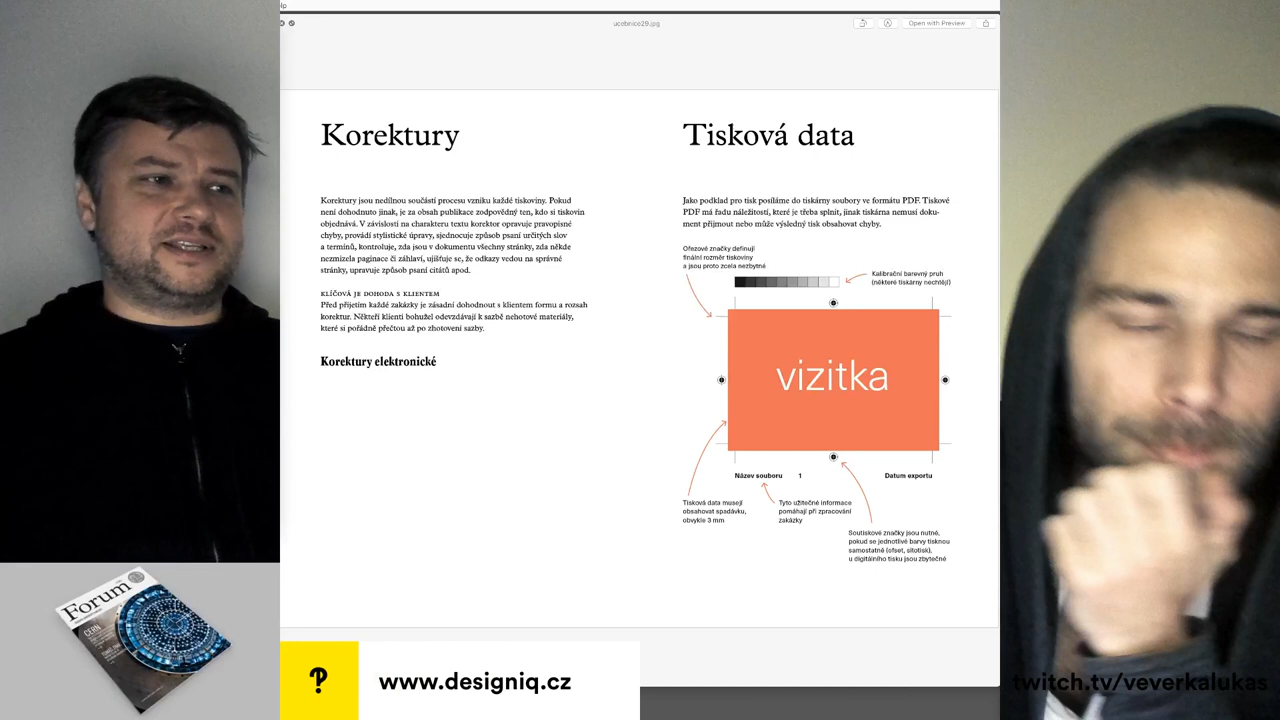 lp
ucebnice29.jpg
Open with Preview
Korektury
Korektury jsou nedílnou součástí procesu vzniku každé tiskoviny. Pokud
není dohodnuto jinak, je za obsah publikace zodpovědný ten, kdo si tiskovin
objednává. V závislosti na charakteru textu korektor opravuje pravopisné
chyby, provádí stylistické úpravy, sjednocuje způsob psaní určitých slov
a termínů, kontroluje, zda jsou v dokumentu všechny stránky, zda někde
nezmizela paginace či záhlaví, ujišťuje se, že odkazy vedou na správné
stránky, upravuje způsob psaní citátů apod.
KLÍČOVÁ JE DOHODA S KLIENTEM
Před přijetím každé zakázky je zásadní dohodnout s klientem formu a rozsah
korektur. Někteří klienti bohužel odevzdávají k sazbě nehotové materiály,
které si pořádně přečtou až po zhotovení sazby.
Korektury elektronické
Tisková data
Jako podklad pro tisk posíláme do tiskárny soubory ve formátu PDF. Tiskové
PDF má řadu náležitostí, které je třeba splnit, jinak tiskárna nemusí doku-
ment přijmout nebo může výsledný tisk obsahovat chyby.
Ořezové značky definují
finální rozměr tiskoviny
a jsou proto zcela nezbytné
Kalibrační barevný pruh
(některé tiskárny nechtějí)
vizitka
Název souboru 1 Datum exportu
Tisková data musejí
obsahovat spadávku,
obvykle 3 mm
Tyto užitečné informace
pomáhají při zpracování
zakázky
Soutiskové značky jsou nutné,
pokud se jednotlivé barvy tisknou
samostatně (ofset, sítotisk),
u digitálního tisku jsou zbytečné
Forum
CERN
www.designiq.cz
twitch.tv/veverkalukas